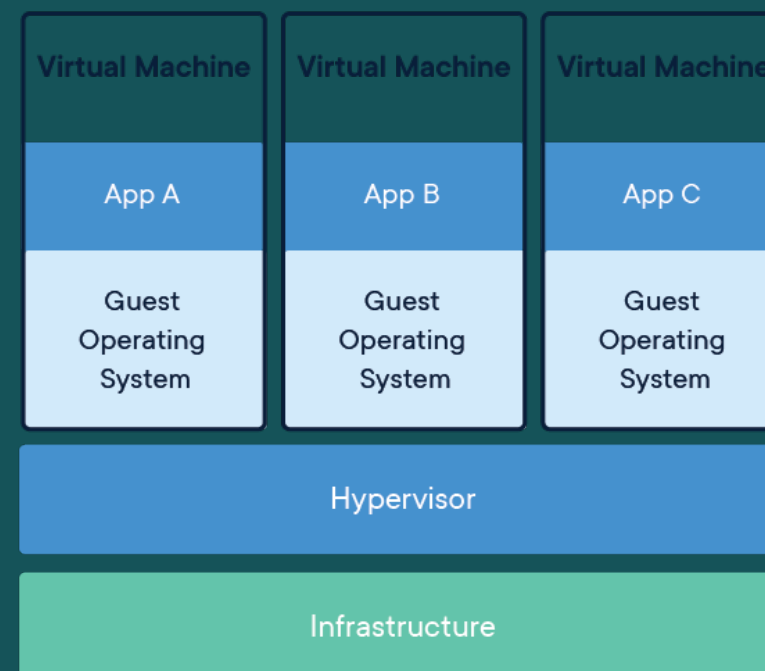 Virtual Machine
Virtual Machine
Virtual Machine
App A
App B
App C
Guest
Operating
System
Guest
Operating
System
Guest
Operating
System
Hypervisor
Infrastructure